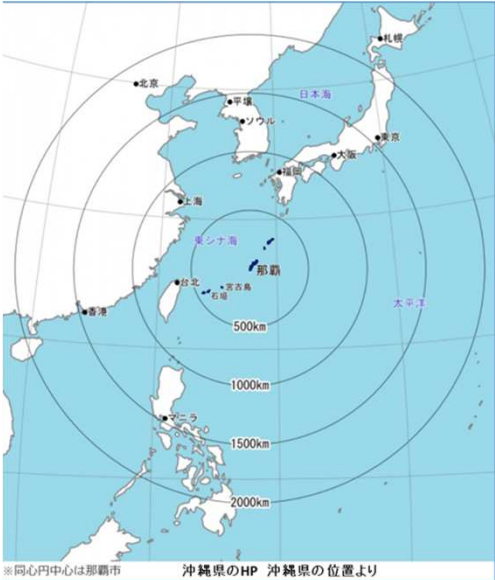 札幌
北京
日本海
平壌
ソウル
東京
大阪
福岡
上海
東シナ海
那覇
台北
宮古島
石垣
太平洋
香港
500km
1000km
マニラ
1500km
2000km
※同心円中心は那覇市
沖縄県のHP 沖縄県の位置より